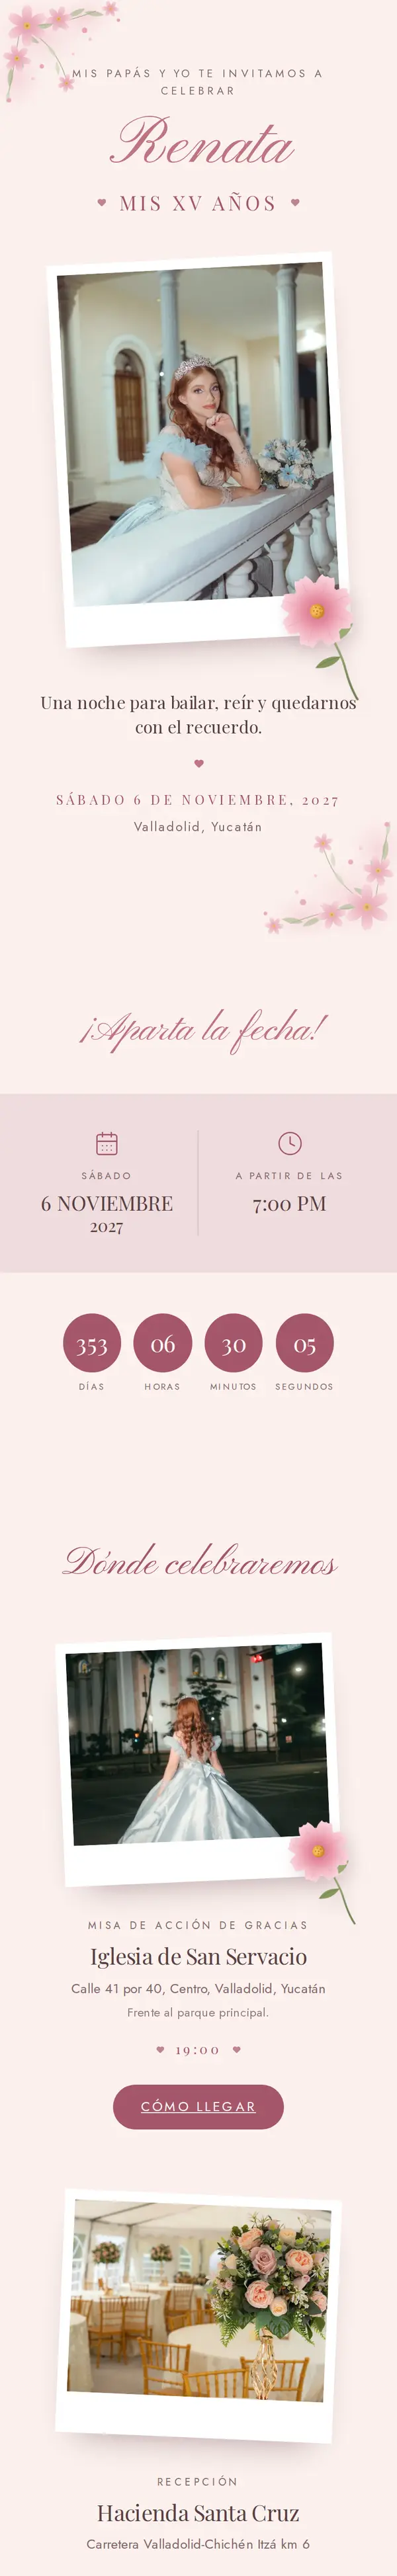 MIS PAPÁS Y YO TE INVITAMOS A
CELEBRAR
Renata
MIS XV AÑOS
Una noche para bailar, reír y quedarnos
con el recuerdo.
SÁBADO 6 DE NOVIEMBRE, 2027
Valladolid, Yucatán
¡Aparta la fecha!
SÁBADO
6 NOVIEMBRE
2027
A PARTIR DE LAS
7:00 PM
353 06 30 05
DÍAS HORAS MINUTOS SEGUNDOS
Dónde celebraremos
MISA DE ACCIÓN DE GRACIAS
Iglesia de San Servacio
Calle 41 por 40, Centro, Valladolid, Yucatán
Frente al parque principal.
19:00
CÓMO LLEGAR
RECEPCIÓN
Hacienda Santa Cruz
Carretera Valladolid-Chichén Itzá km 6